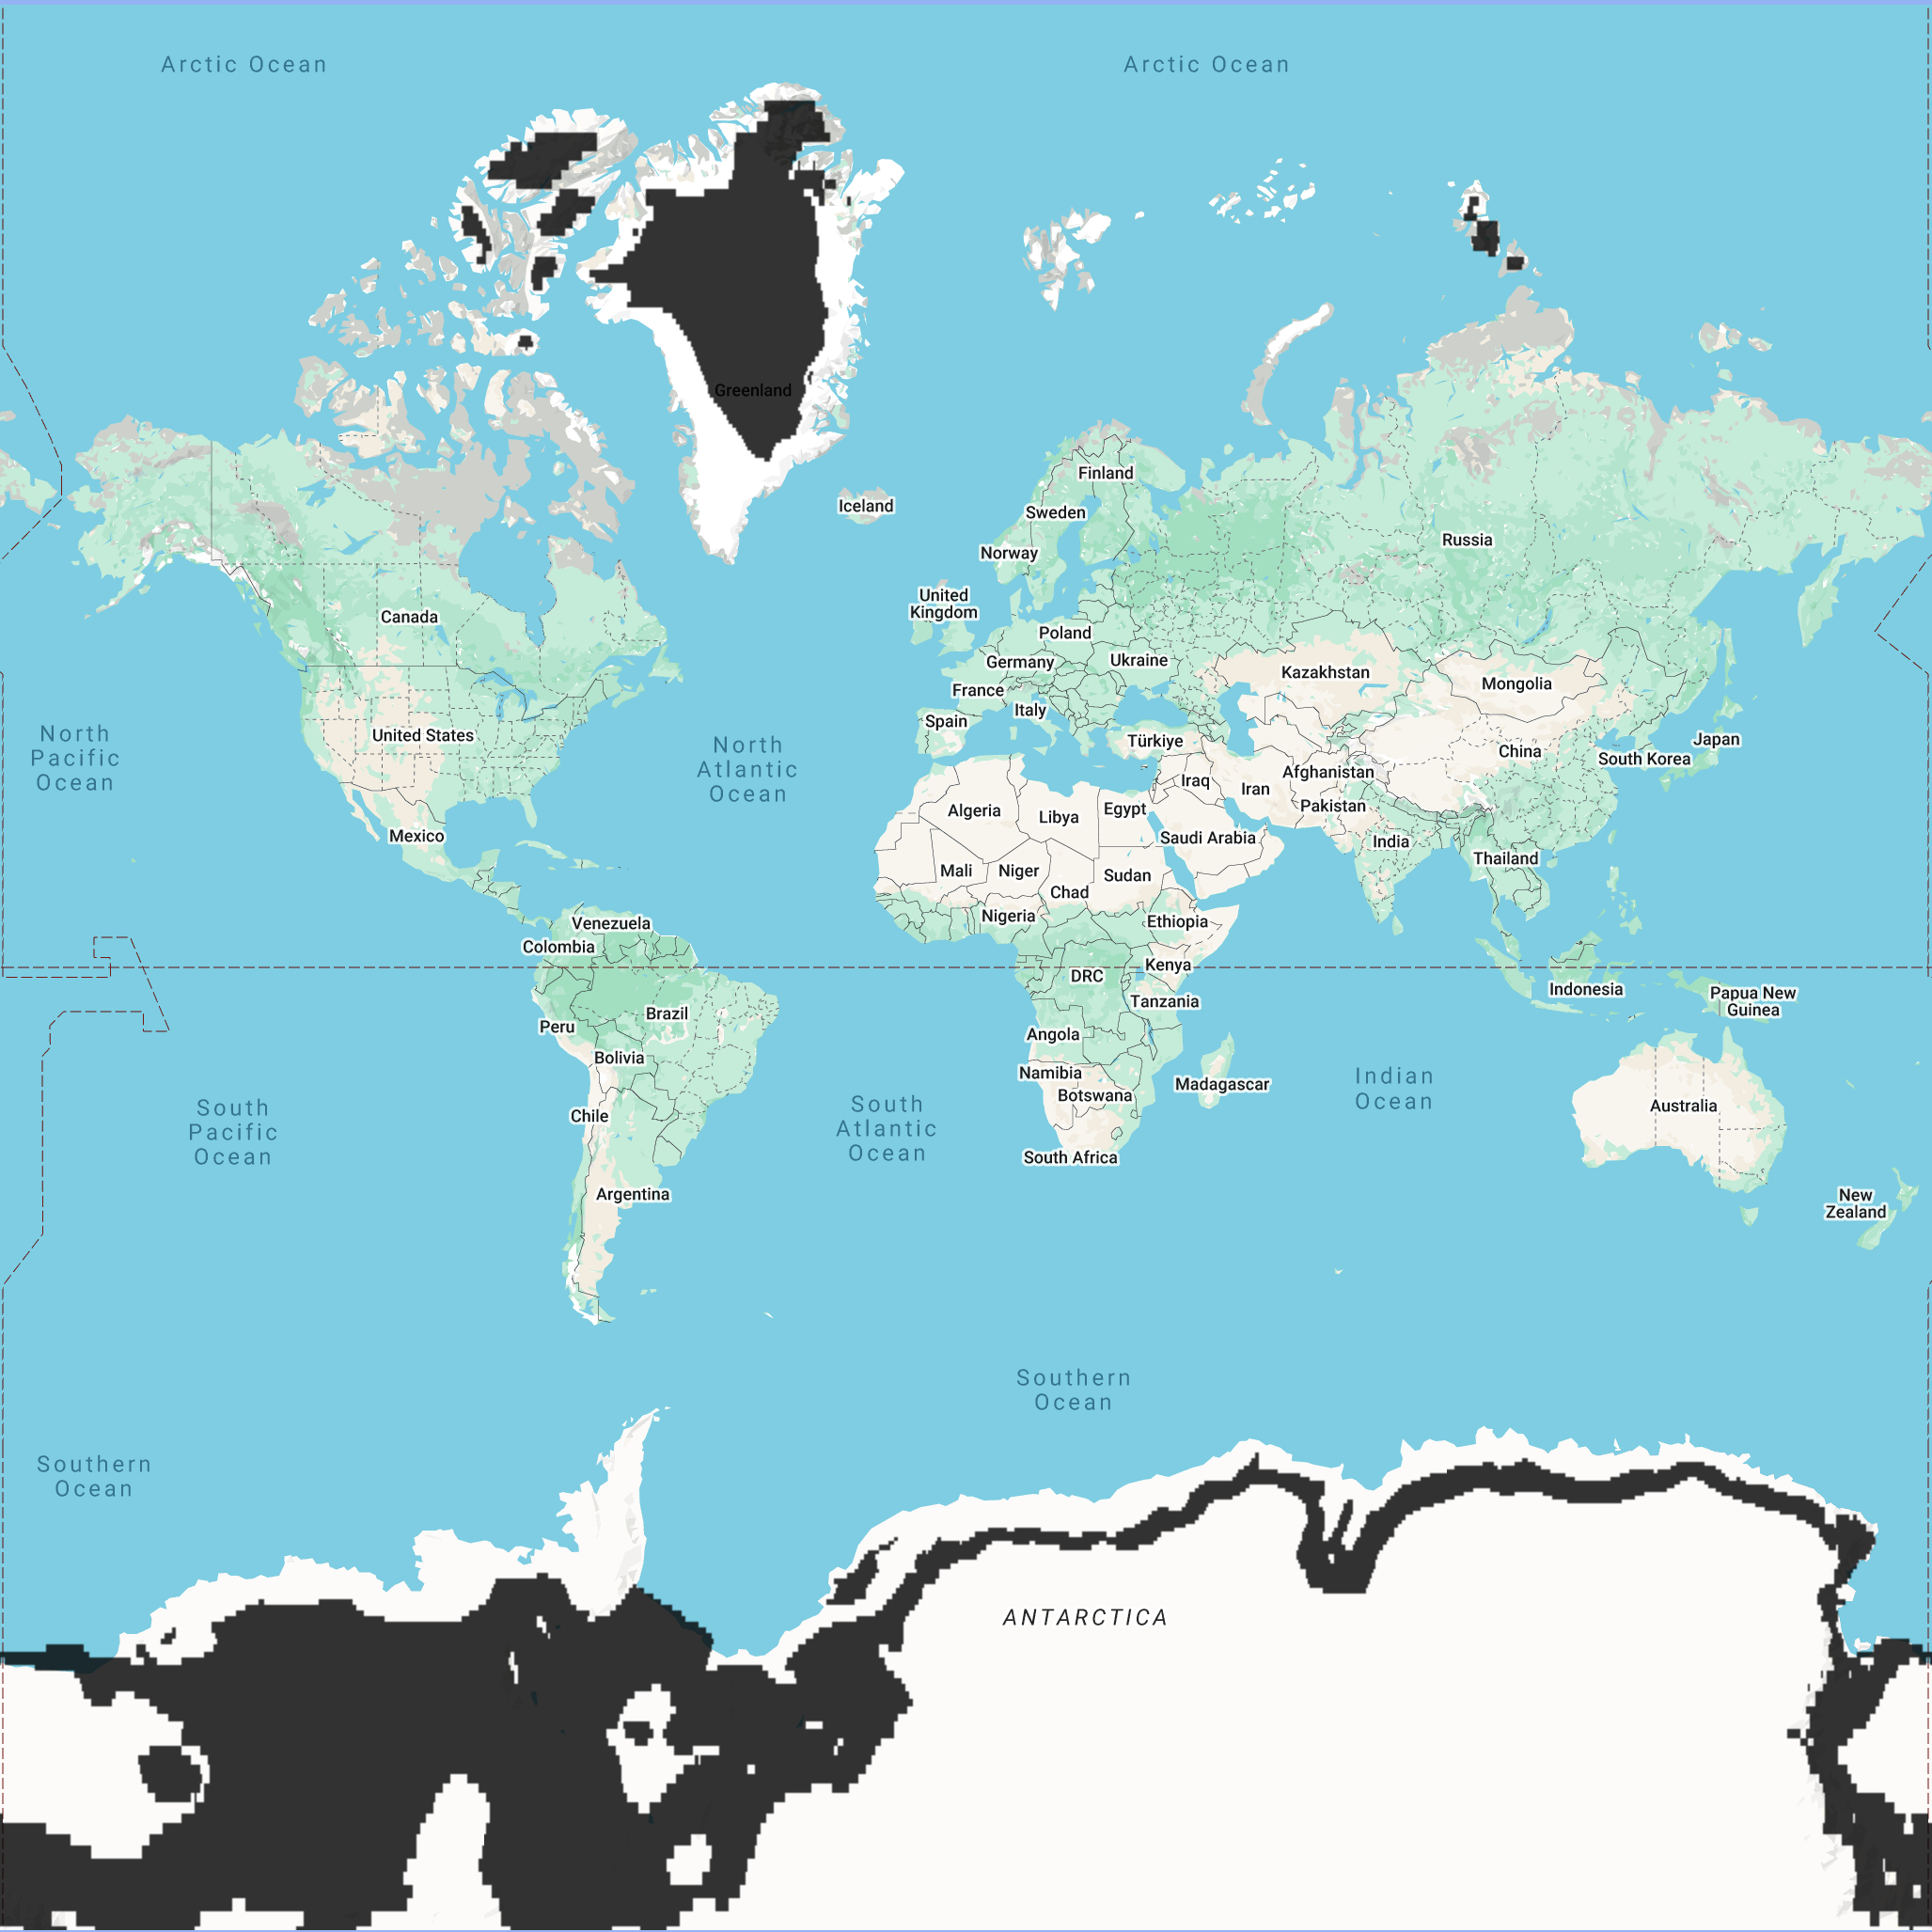 Arctic Ocean
Arctic Ocean
Greenland
Finland
Iceland
Sweden
Russia
Norway
United
Kingdom
Canada
Poland
Ukraine
Germany
Kazakhstan
Mongolia
France
Italy
Spain
United States
Türkiye
Japan
China
South Korea
North
Pacific
Ocean
North
Atlantic
Ocean
Afghanistan
Iraq
Iran
Pakistan
Algeria
Libya
Egypt
Mexico
Saudi Arabia
India
Thailand
Mali
Niger
Sudan
Chad
Nigeria
Ethiopia
Venezuela
Colombia
Kenya
DRC
Indonesia
Papua New
Guinea
Tanzania
Brazil
Peru
Angola
Bolivia
Namibia
Madagascar
Botswana
Indian
Ocean
Australia
Chile
South
Pacific
Ocean
South
Atlantic
Ocean
South Africa
Argentina
New
Zealand
Southern
Ocean
Southern
Ocean
ANTARCTICA